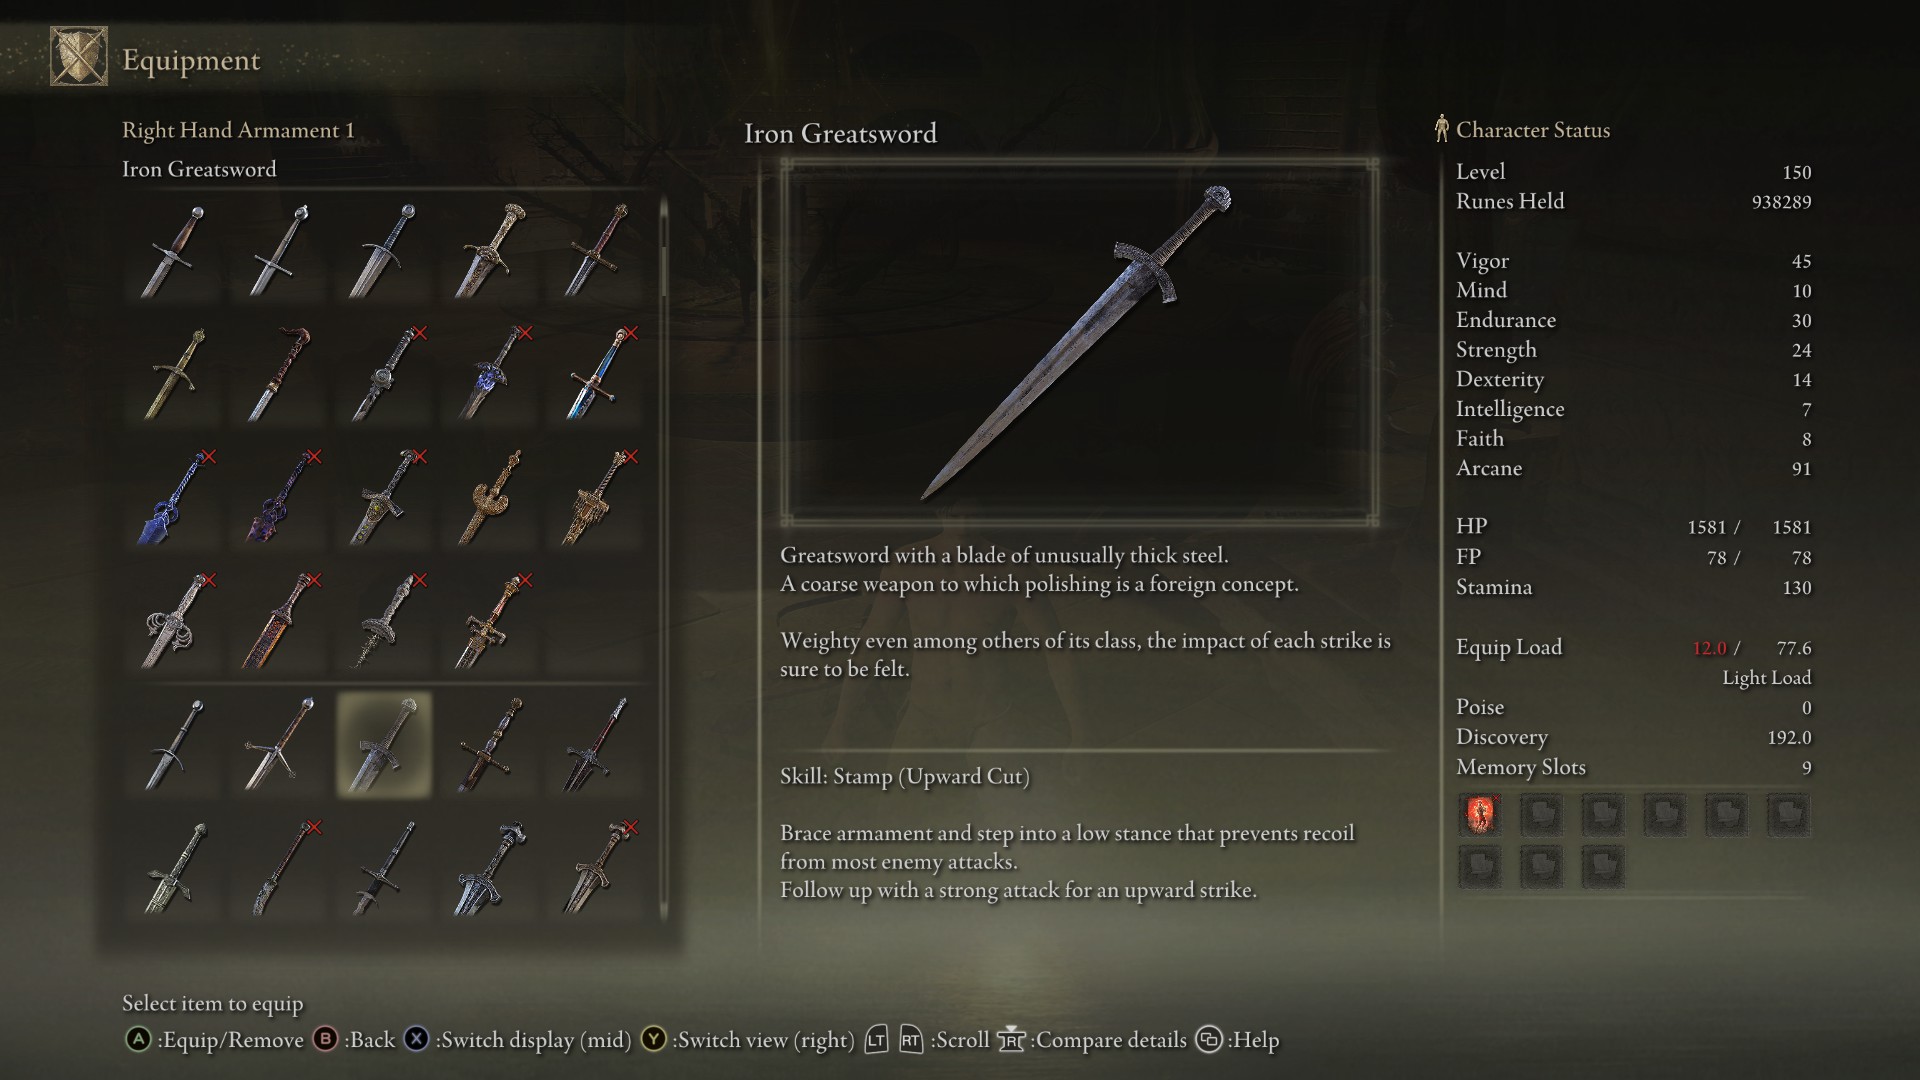 Equipment
Right Hand Armament 1
Iron Greatsword
Iron Greatsword
Greatsword with a blade of unusually thick steel.
A coarse weapon to which polishing is a foreign concept.
Weighty even among others of its class, the impact of each strike is
sure to be felt.
Skill: Stamp (Upward Cut)
Brace armament and step into a low stance that prevents recoil
from most enemy attacks.
Follow up with a strong attack for an upward strike.
Character Status
Level 150
Runes Held 938289
Vigor 45
Mind 10
Endurance 30
Strength 24
Dexterity 14
Intelligence 7
Faith 8
Arcane 91
HP 1581 / 1581
FP 78 / 78
Stamina 130
Equip Load 12.0 / 77.6
Light Load
Poise 0
Discovery 192.0
Memory Slots 9
Select item to equip
A :Equip/Remove B :Back X :Switch display (mid) Y :Switch view (right) LT RT :Scroll R :Compare details :Help